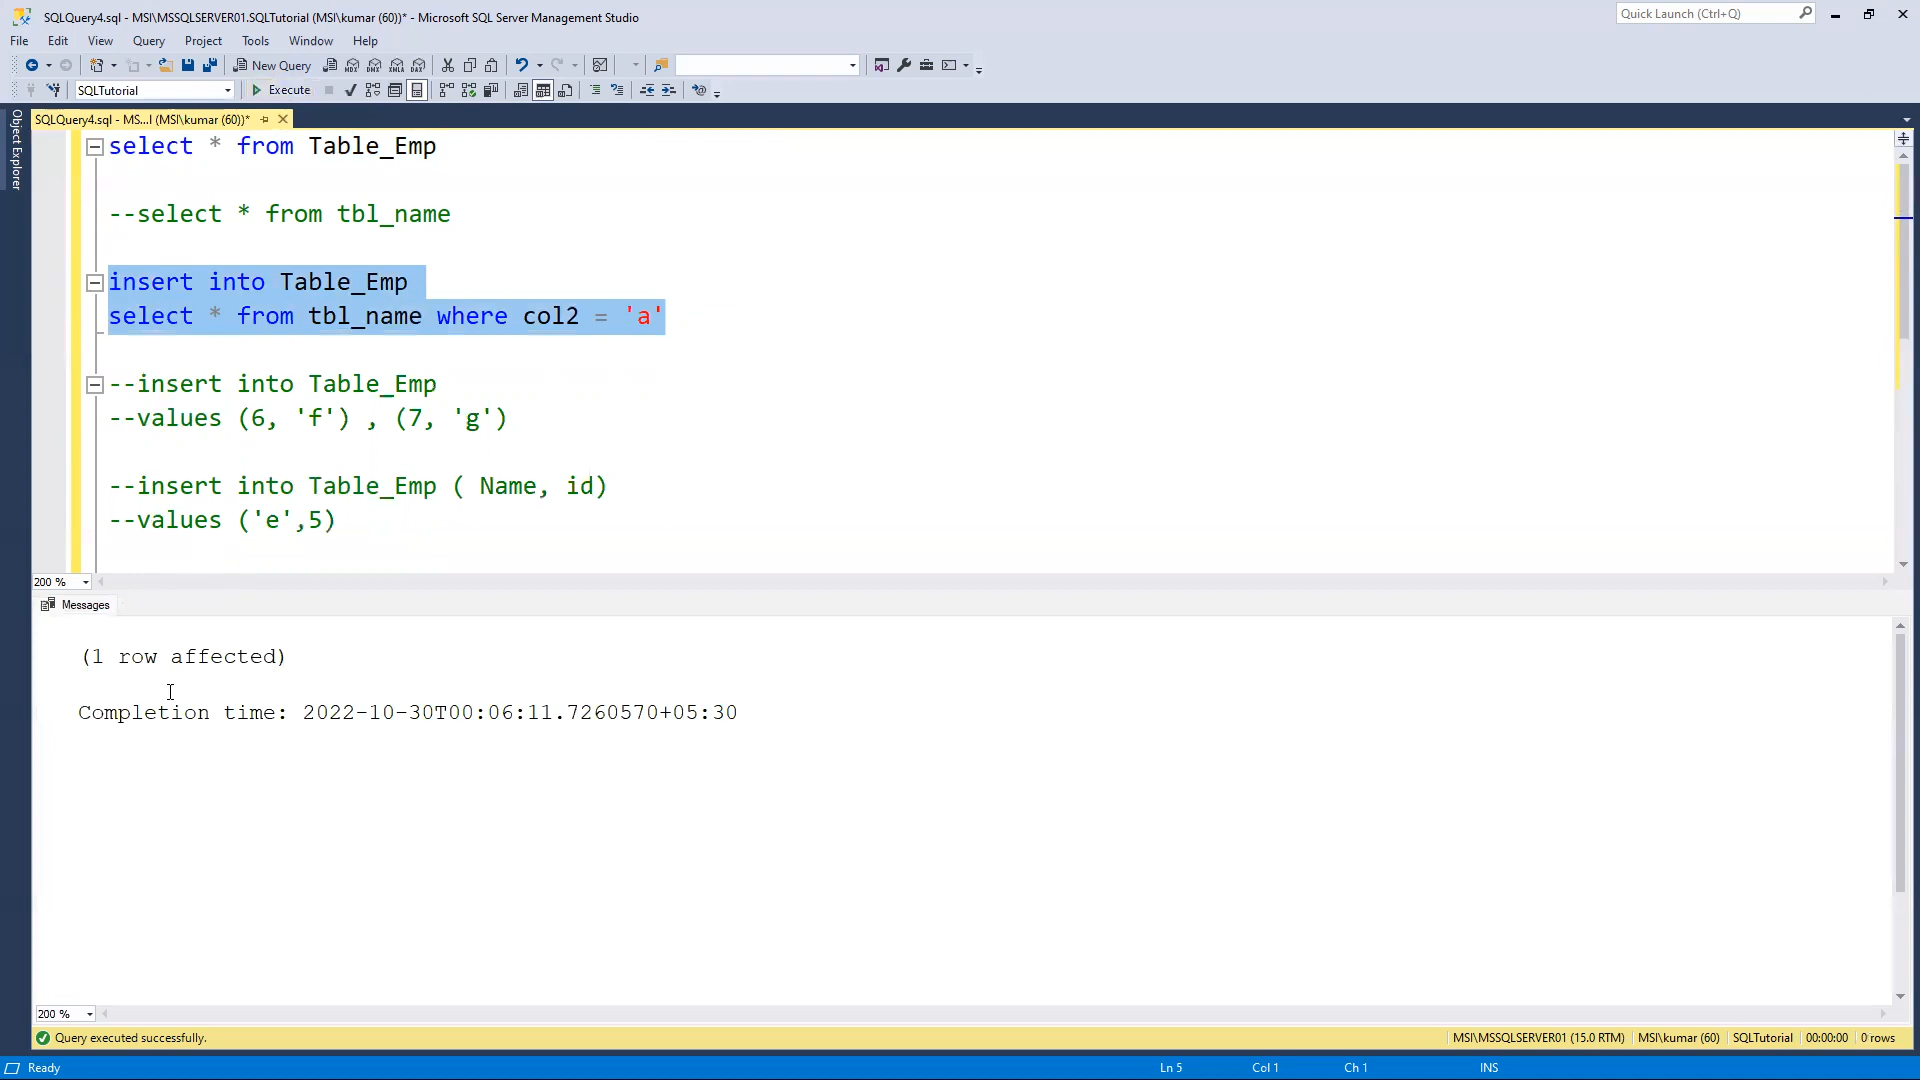 SQLQuery4.sql - MSI\MSSQLSERVER01.SQLTutorial (MSI\kumar (60))* - Microsoft SQL Server Management Studio
Quick Launch (Ctrl+Q)
File Edit View Query Project Tools Window Help
New Query
SQLTutorial Execute
SQLQuery4.sql - MS...l (MSI\kumar (60))*
Object Explorer
select * from Table_Emp
--select * from tbl_name
insert into Table_Emp
select * from tbl_name where col2 = 'a'
--insert into Table_Emp
--values (6, 'f') , (7, 'g')
--insert into Table_Emp ( Name, id)
--values ('e',5)
200 %
Messages
(1 row affected)
Completion time: 2022-10-30T00:06:11.7260570+05:30
200 %
Query executed successfully. MSI\MSSQLSERVER01 (15.0 RTM) MSI\kumar (60) SQLTutorial 00:00:00 0 rows
Ready Ln 5 Col 1 Ch 1 INS